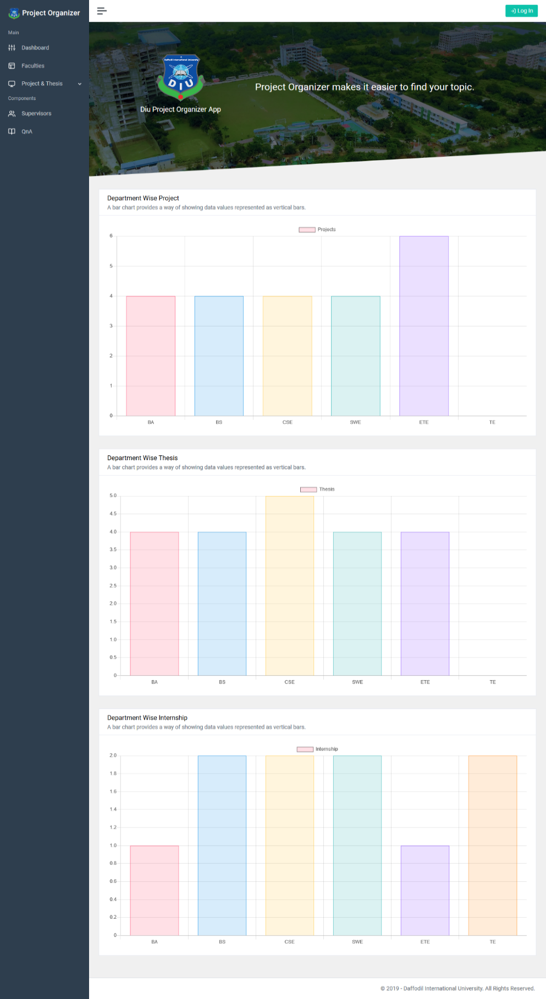 Project Organizer
Main
Dashboard
Faculties
Project & Thesis
Components
Supervisors
QnA
Log In
Daffodil International University
DIU
Diu Project Organizer App
Project Organizer makes it easier to find your topic.
Department Wise Project
A bar chart provides a way of showing data values represented as vertical bars.
Projects
6
5
4
3
2
1
0
BA BS CSE SWE ETE TE
Department Wise Thesis
A bar chart provides a way of showing data values represented as vertical bars.
Thesis
5.0
4.5
4.0
3.5
3.0
2.5
2.0
1.5
1.0
0.5
0
BA BS CSE SWE ETE TE
Department Wise Internship
A bar chart provides a way of showing data values represented as vertical bars.
Internship
2.0
1.8
1.6
1.4
1.2
1.0
0.8
0.6
0.4
0.2
0
BA BS CSE SWE ETE TE
© 2019 - Daffodil International University. All Rights Reserved.